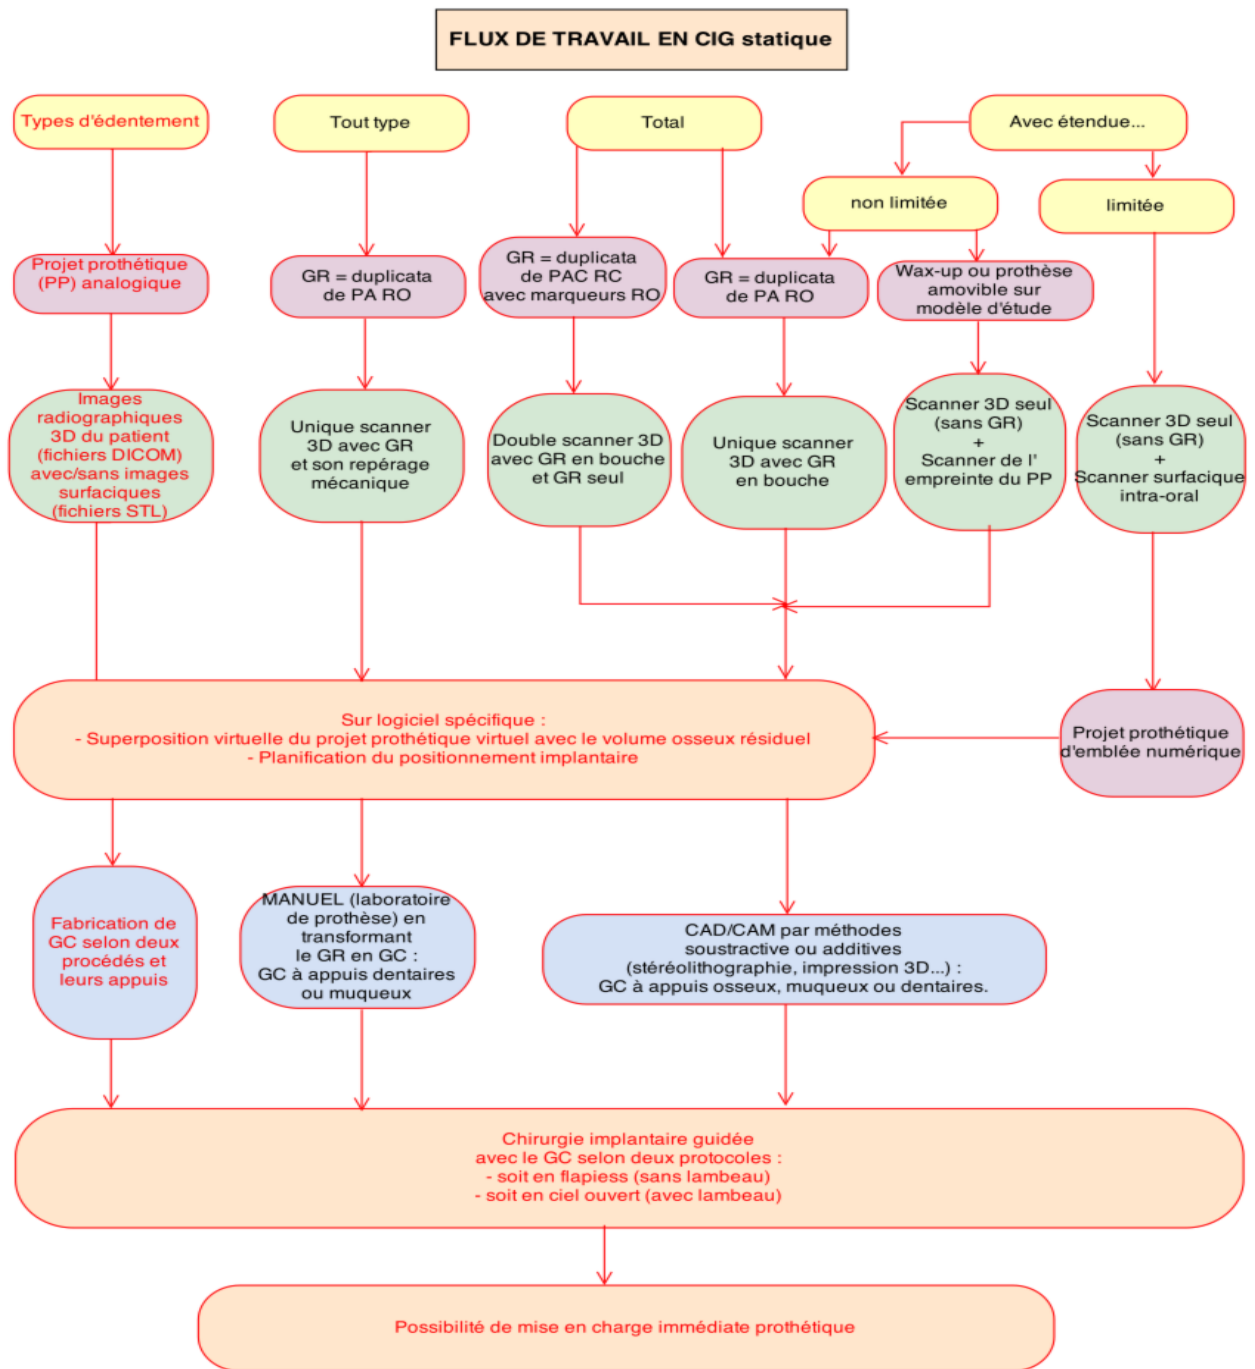 FLUX DE TRAVAIL EN CIG statique
Types d'édentement
Tout type
Total
Avec étendue...
non limitée
limitée
Projet prothétique
(PP) analogique
GR = duplicata
de PA RO
GR = duplicata
de PAC RC
avec marqueurs RO
GR = duplicata
de PA RO
Wax-up ou prothèse
amovible sur
modèle d'étude
Images
radiographiques
3D du patient
(fichiers DICOM)
avec/sans images
surfaciques
(fichiers STL)
Unique scanner
3D avec GR
et son repérage
mécanique
Double scanner 3D
avec GR en bouche
et GR seul
Unique scanner
3D avec GR
en bouche
Scanner 3D seul
(sans GR)
+
Scanner de l'
empreinte du PP
Scanner 3D seul
(sans GR)
+
Scanner surfacique
intra-oral
Sur logiciel spécifique :
- Superposition virtuelle du projet prothétique virtuel avec le volume osseux résiduel
- Planification du positionnement implantaire
Projet prothétique
d'emblée numérique
Fabrication de
GC selon deux
procédés et
leurs appuis
MANUEL (laboratoire
de prothèse) en
transformant
le GR en GC :
GC à appuis dentaires
ou muqueux
CAD/CAM par méthodes
soustractive ou additives
(stéréolithographie, impression 3D...) :
GC à appuis osseux, muqueux ou dentaires.
Chirurgie implantaire guidée
avec le GC selon deux protocoles :
- soit en flapiess (sans lambeau)
- soit en ciel ouvert (avec lambeau)
Possibilité de mise en charge immédiate prothétique